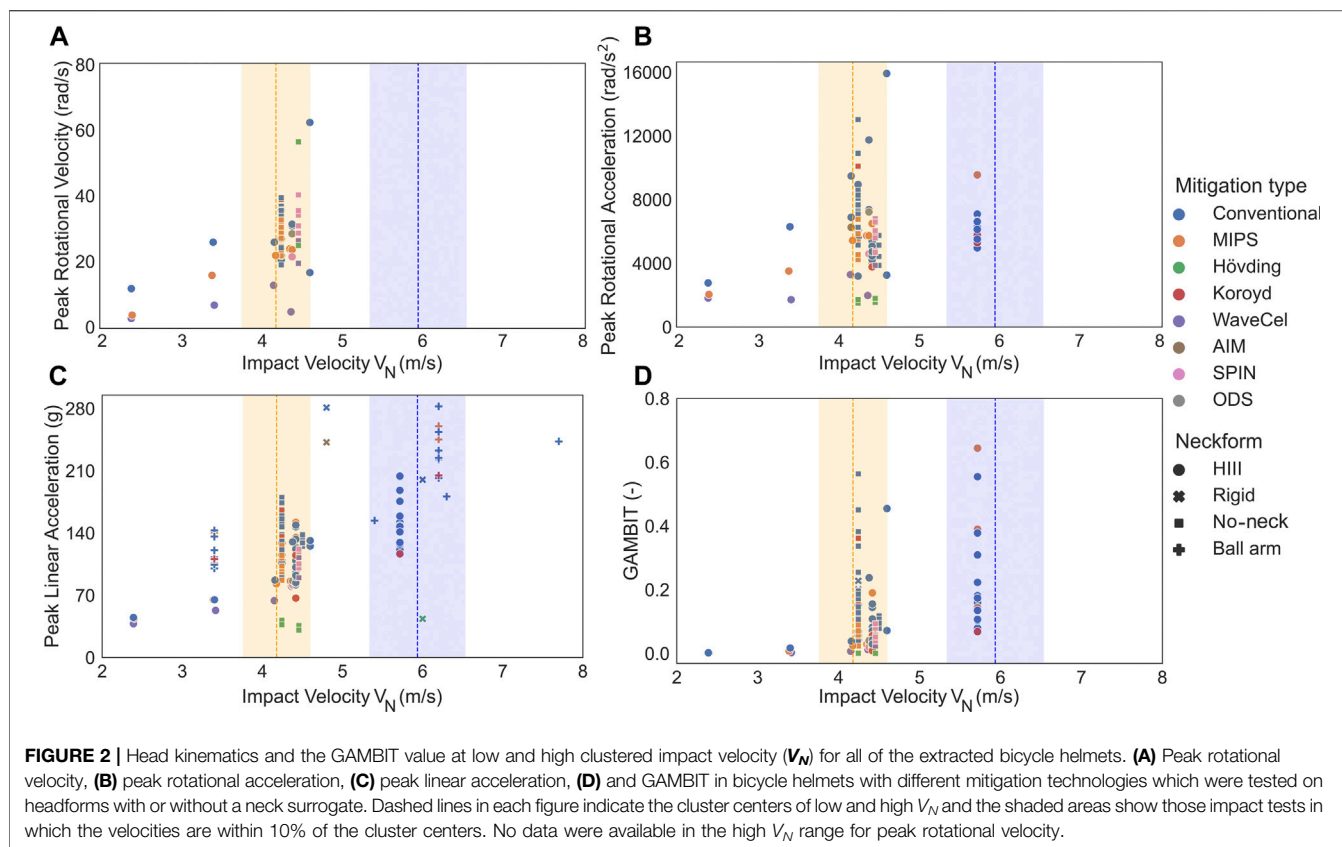 A
Peak Rotational Velocity (rad/s)
80
60
40
20
0
2 3 4 5 6 7 8
Impact Velocity V_N (m/s)
B
Peak Rotational Acceleration (rad/s²)
16000
12000
8000
4000
0
2 3 4 5 6 7 8
Impact Velocity V_N (m/s)
C
Peak Linear Acceleration (g)
280
210
140
70
0
2 3 4 5 6 7 8
Impact Velocity V_N (m/s)
D
GAMBIT (-)
0.8
0.6
0.4
0.2
0.0
2 3 4 5 6 7 8
Impact Velocity V_N (m/s)
Mitigation type
Conventional
MIPS
Hövding
Koroyd
WaveCel
AIM
SPIN
ODS
Neckform
HIII
Rigid
No-neck
Ball arm
FIGURE 2 | Head kinematics and the GAMBIT value at low and high clustered impact velocity (V_N) for all of the extracted bicycle helmets. (A) Peak rotational
velocity, (B) peak rotational acceleration, (C) peak linear acceleration, (D) and GAMBIT in bicycle helmets with different mitigation technologies which were tested on
headforms with or without a neck surrogate. Dashed lines in each figure indicate the cluster centers of low and high V_N and the shaded areas show those impact tests in
which the velocities are within 10% of the cluster centers. No data were available in the high V_N range for peak rotational velocity.